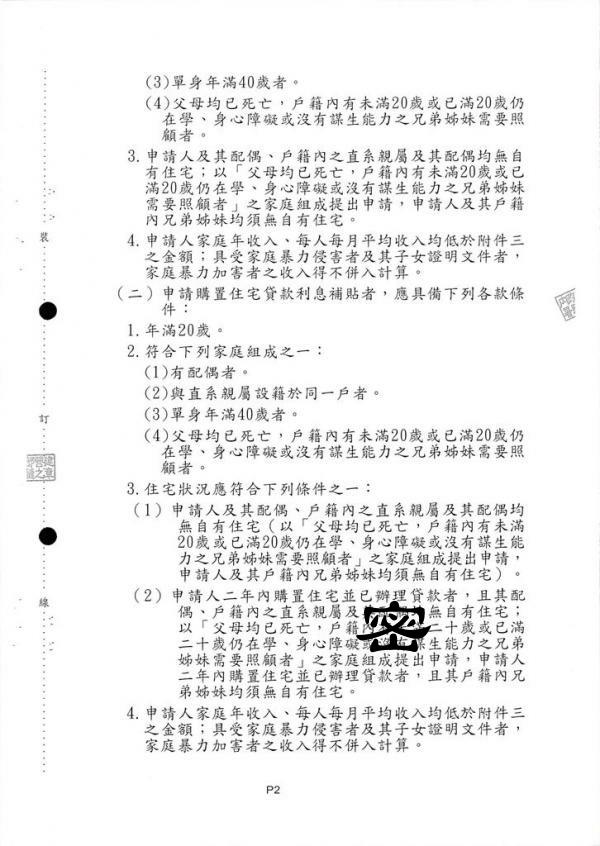 (3)單身年滿40歲者。
(4)父母均已死亡，戶籍內有未滿20歲或已滿20歲仍
在學、身心障礙或沒有謀生能力之兄弟姊妹需要照
顧者。
3.申請人及其配偶、戶籍內之直系親屬及其配偶均無自
有住宅；以「父母均已死亡，戶籍內有未滿20歲或已
滿20歲仍在學、身心障礙或沒有謀生能力之兄弟姊妹
需要照顧者」之家庭組成提出申請，申請人及其戶籍
內兄弟姊妹均須無自有住宅。
4.申請人家庭年收入、每人每月平均收入均低於附件三
之金額；具受家庭暴力侵害者及其子女證明文件者，
家庭暴力加害者之收入得不併入計算。
(二)申請購置住宅貸款利息補貼者，應具備下列各款條
件：
1.年滿20歲。
2.符合下列家庭組成之一：
(1)有配偶者。
(2)與直系親屬設籍於同一戶者。
(3)單身年滿40歲者。
(4)父母均已死亡，戶籍內有未滿20歲或已滿20歲仍
在學、身心障礙或沒有謀生能力之兄弟姊妹需要照
顧者。
3.住宅狀況應符合下列條件之一：
(1)申請人及其配偶、戶籍內之直系親屬及其配偶均
無自有住宅（以「父母均已死亡，戶籍內有未滿
20歲或已滿20歲仍在學、身心障礙或沒有謀生能
力之兄弟姊妹需要照顧者」之家庭組成提出申請，
申請人及其戶籍內兄弟姊妹均須無自有住宅）。
(2)申請人二年內購置住宅並已辦理貸款者，且其配
偶、戶籍內之直系親屬及無自有住宅；
以「父母均已死亡，戶籍二十歲或已滿
二十歲仍在學、身心障礙或沒有謀生能力之兄弟
姊妹需要照顧者」之家庭組成提出申請，申請人
二年內購置住宅並已辦理貸款者，且其戶籍內兄
弟姊妹均須無自有住宅。
4.申請人家庭年收入、每人每月平均收入均低於附件三
之金額；具受家庭暴力侵害者及其子女證明文件者，
家庭暴力加害者之收入得不併入計算。
密
裝
訂
線
P2